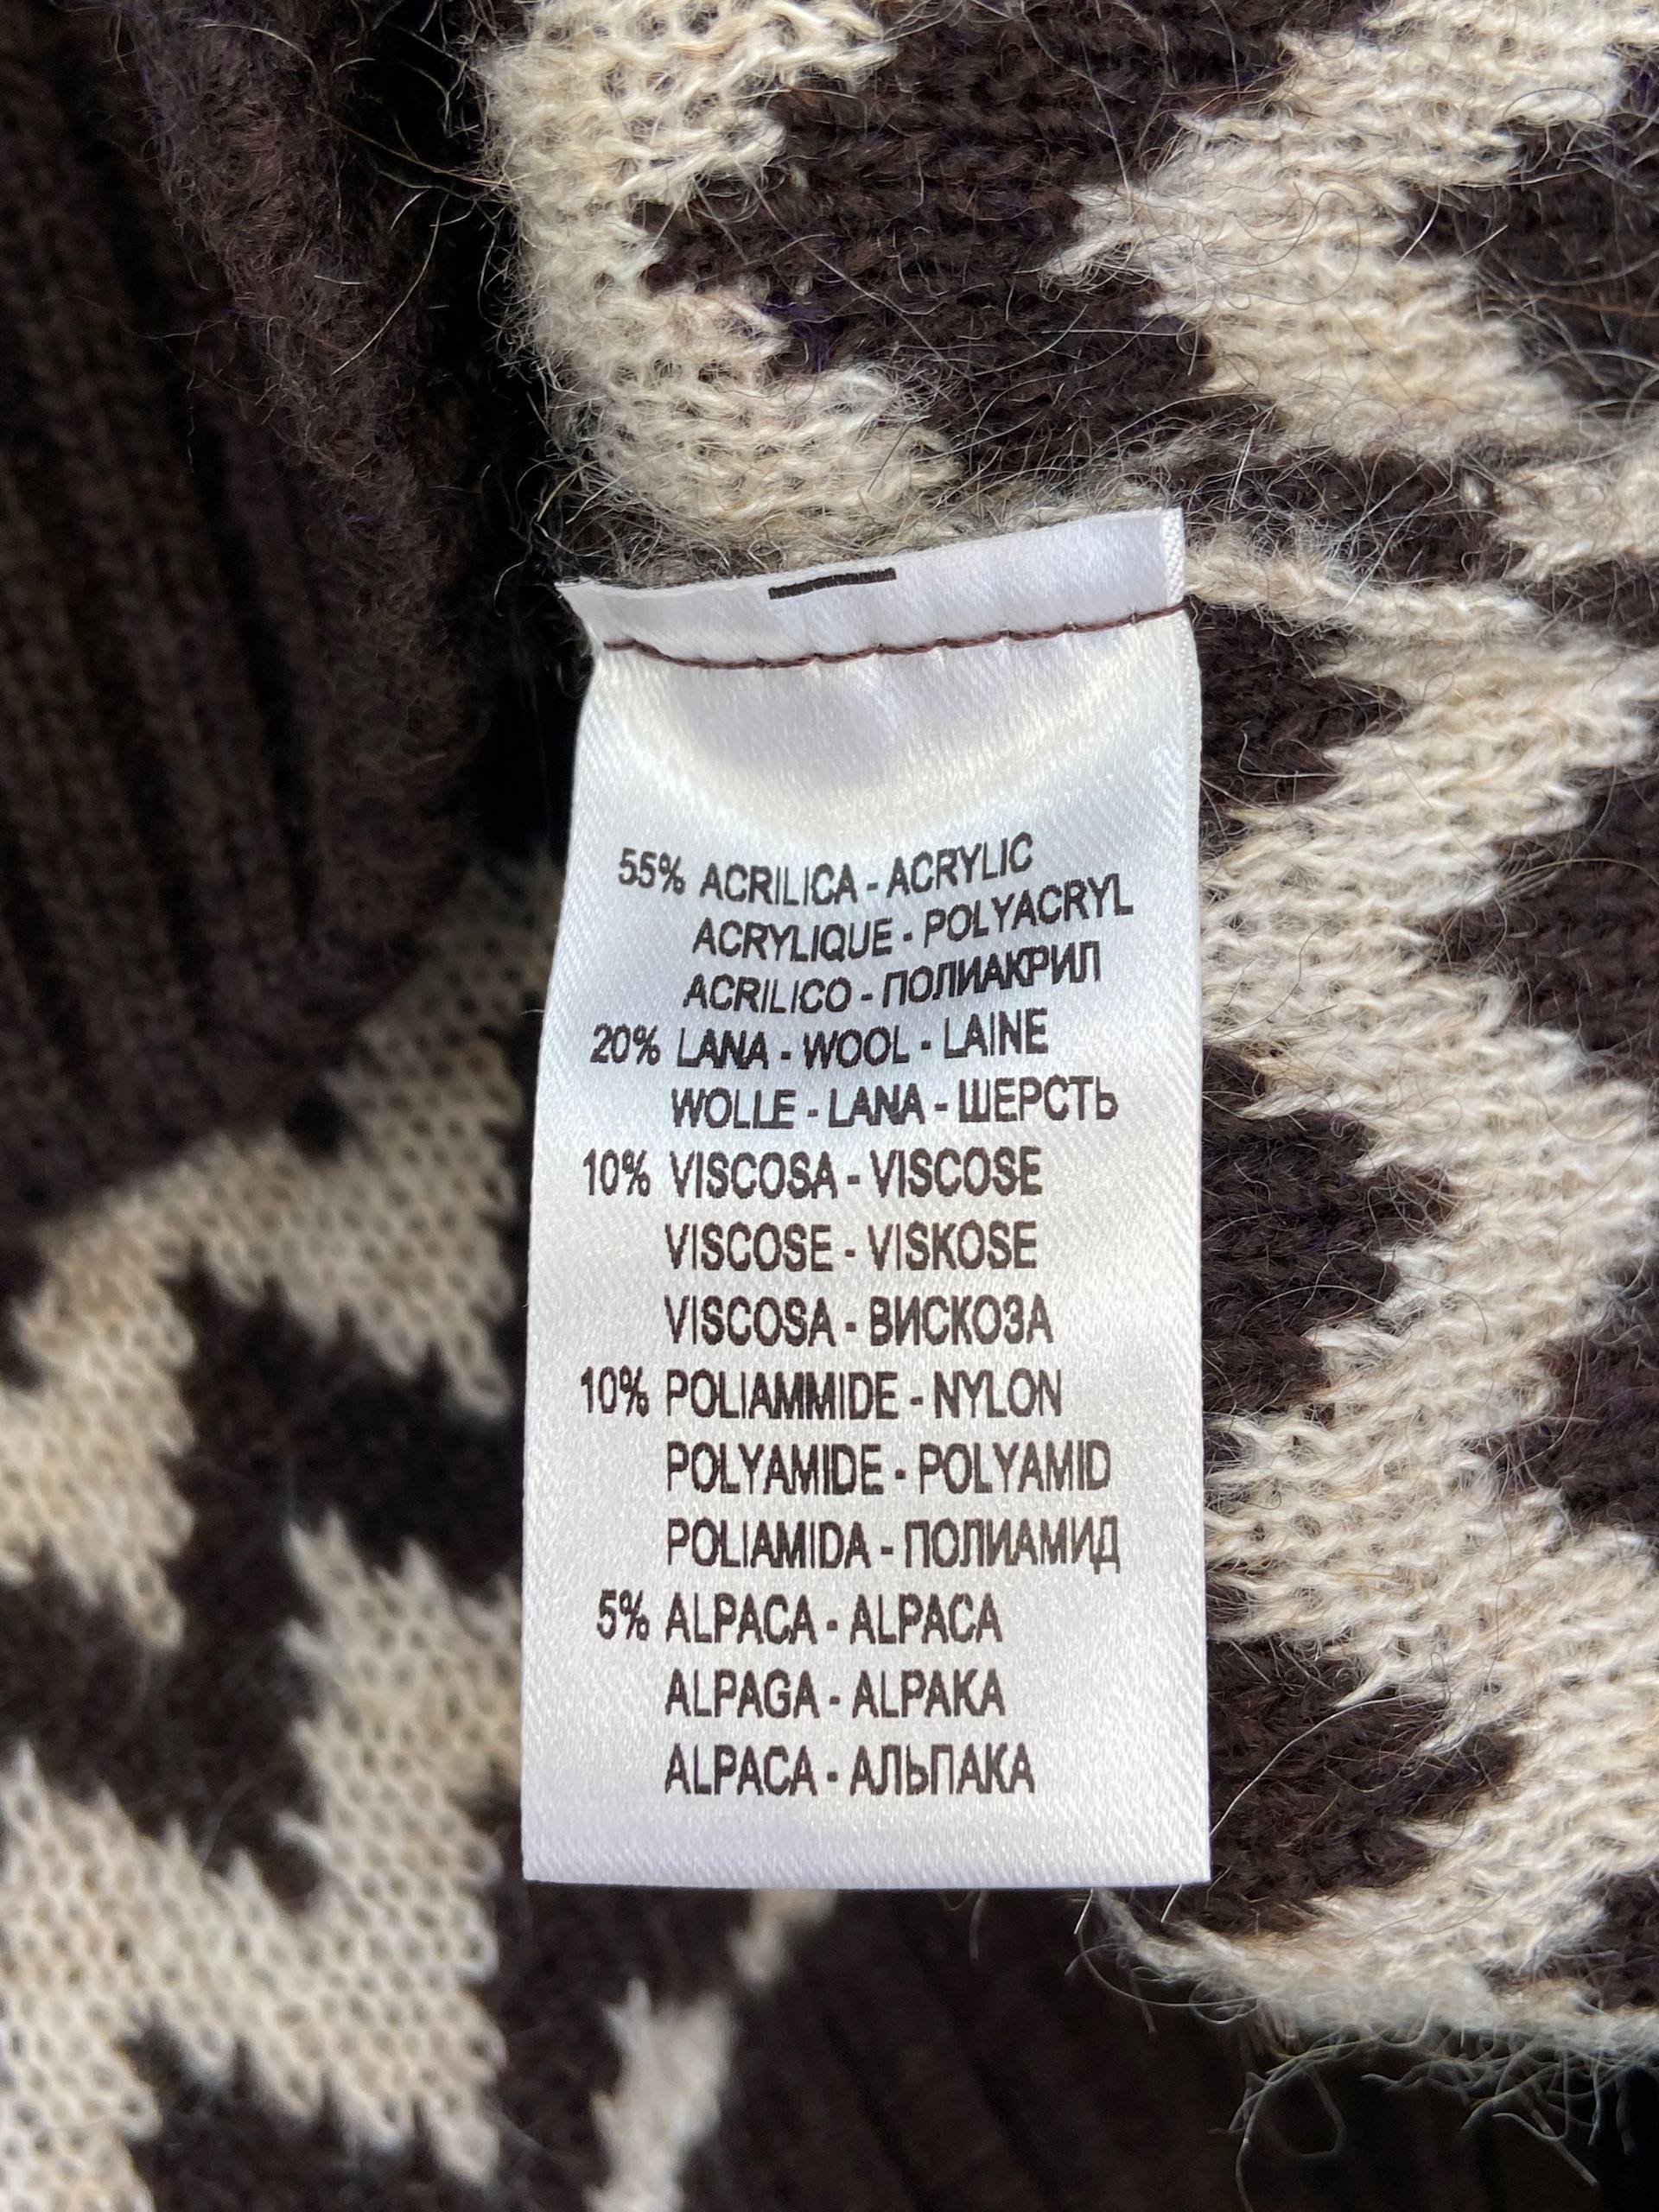 55% ACRILICA - ACRYLIC
ACRYLIQUE - POLYACRYL
ACRILICO - ПОЛИАКРИЛ
20% LANA - WOOL - LAINE
WOLLE - LANA - ШЕРСТЬ
10% VISCOSA - VISCOSE
VISCOSE - VISKOSE
VISCOSA - ВИСКОЗА
10% POLIAMMIDE - NYLON
POLYAMIDE - POLYAMID
POLIAMIDA - ПОЛИАМИД
5% ALPACA - ALPACA
ALPAGA - ALPAKA
ALPACA - АЛЬПАКА